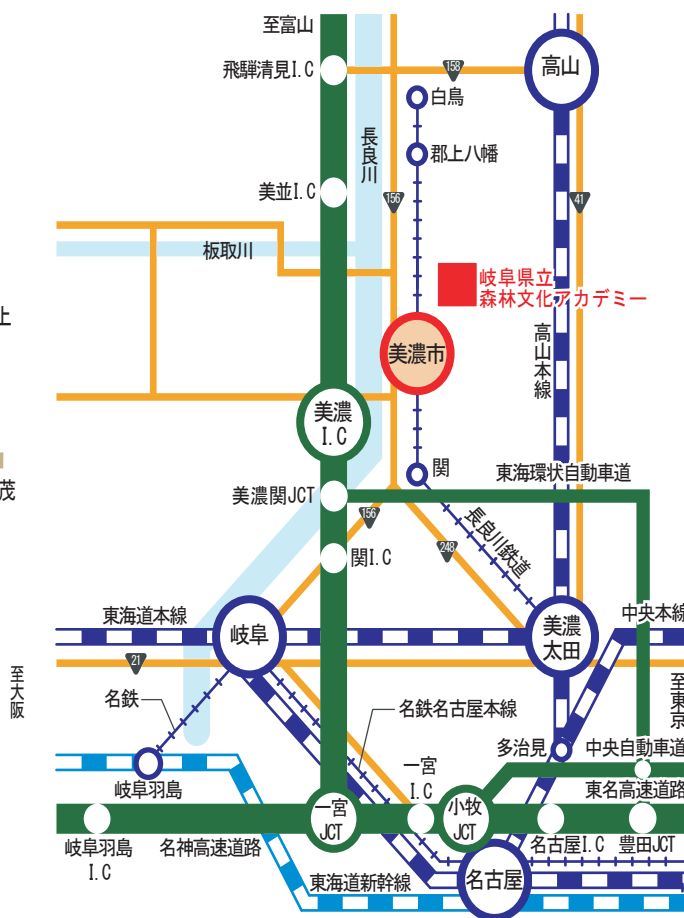 至富山
飛騨清見I.C
158
高山
白鳥
長良川
郡上八幡
美並I.C
156
41
板取川
岐阜県立
森林文化アカデミー
上
美濃市
高山本線
美濃
I.C
関
東海環状自動車道
茂
美濃関JCT
156
長良川鉄道
248
関I.C
東海道本線
岐阜
美濃
太田
中央本線
21
至大阪
至東京
名鉄
名鉄名古屋本線
多治見
中央自動車道
岐阜羽島
一宮
I.C
東名高速道路
一宮
JCT
小牧
JCT
岐阜羽島
I.C
名神高速道路
名古屋I.C
豊田JCT
東海道新幹線
名古屋